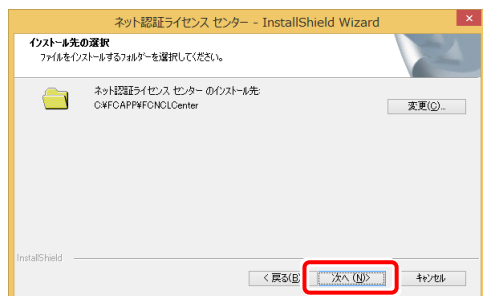 ネット認証ライセンス センター - InstallShield Wizard
インストール先の選択
ファイルをインストールするフォルダーを選択してください。
ネット認証ライセンス センター のインストール先:
C:¥FCAPP¥FCNCLCenter
変更(C)...
InstallShield
< 戻る(B)
次へ (N)>
キャンセル